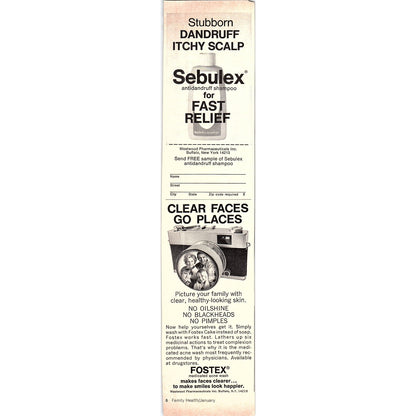 Stubborn
DANDRUFF
ITCHY SCALP
Sebulex®
antidandruff shampoo
for
FAST
RELIEF
Westwood Pharmaceuticals Inc.
Buffalo, New York 14213
Send FREE sample of Sebulex
antidandruff shampoo
Name
Street
City State Zip code required
CLEAR FACES
GO PLACES
Picture your family with
clear, healthy-looking skin.
NO OILSHINE
NO BLACKHEADS
NO PIMPLES
Now help yourselves get it. Simply
wash with Fostex Cake instead of soap.
Fostex works fast. Lathers up six
medicinal actions to treat complexion
problems. That's why it is the medi-
cated acne wash most frequently rec-
ommended by physicians. Available
at drugstores.
FOSTEX®
medicated acne wash
makes faces clearer...
to make smiles look happier.
Westwood Pharmaceuticals Inc. Buffalo, N.Y. 14213
8 Family Health/January